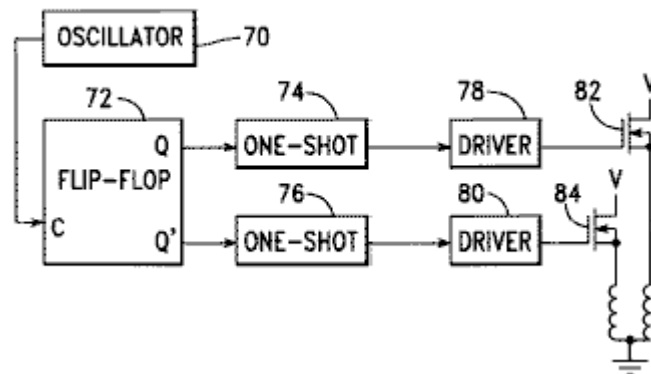 OSCILLATOR 70
72 74 78 82
Q ONE-SHOT DRIVER V
FLIP-FLOP
76 80 84 V
C Q' ONE-SHOT DRIVER